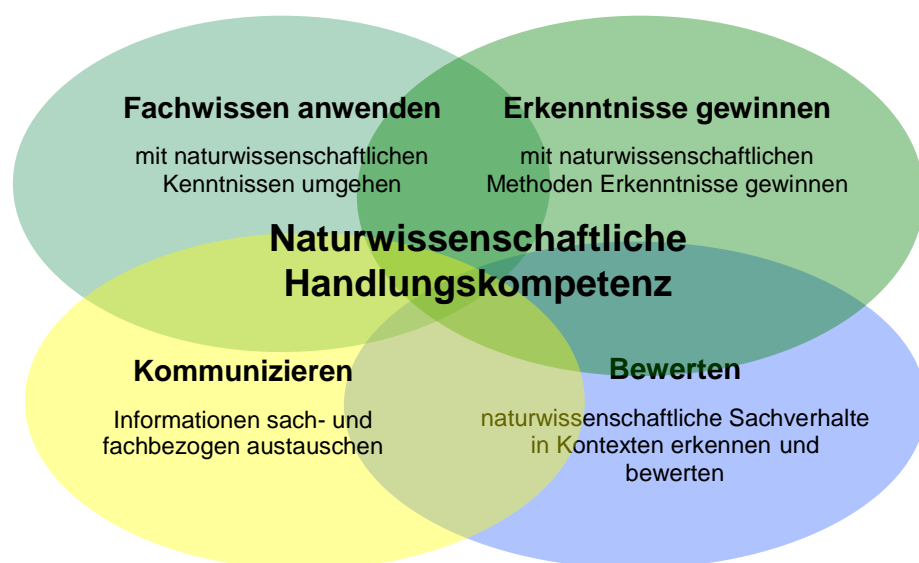 Fachwissen anwenden
mit naturwissenschaftlichen
Kenntnissen umgehen
Erkenntnisse gewinnen
mit naturwissenschaftlichen
Methoden Erkenntnisse gewinnen
Naturwissenschaftliche
Handlungskompetenz
Kommunizieren
Informationen sach- und
fachbezogen austauschen
Bewerten
naturwissenschaftliche Sachverhalte
in Kontexten erkennen und
bewerten